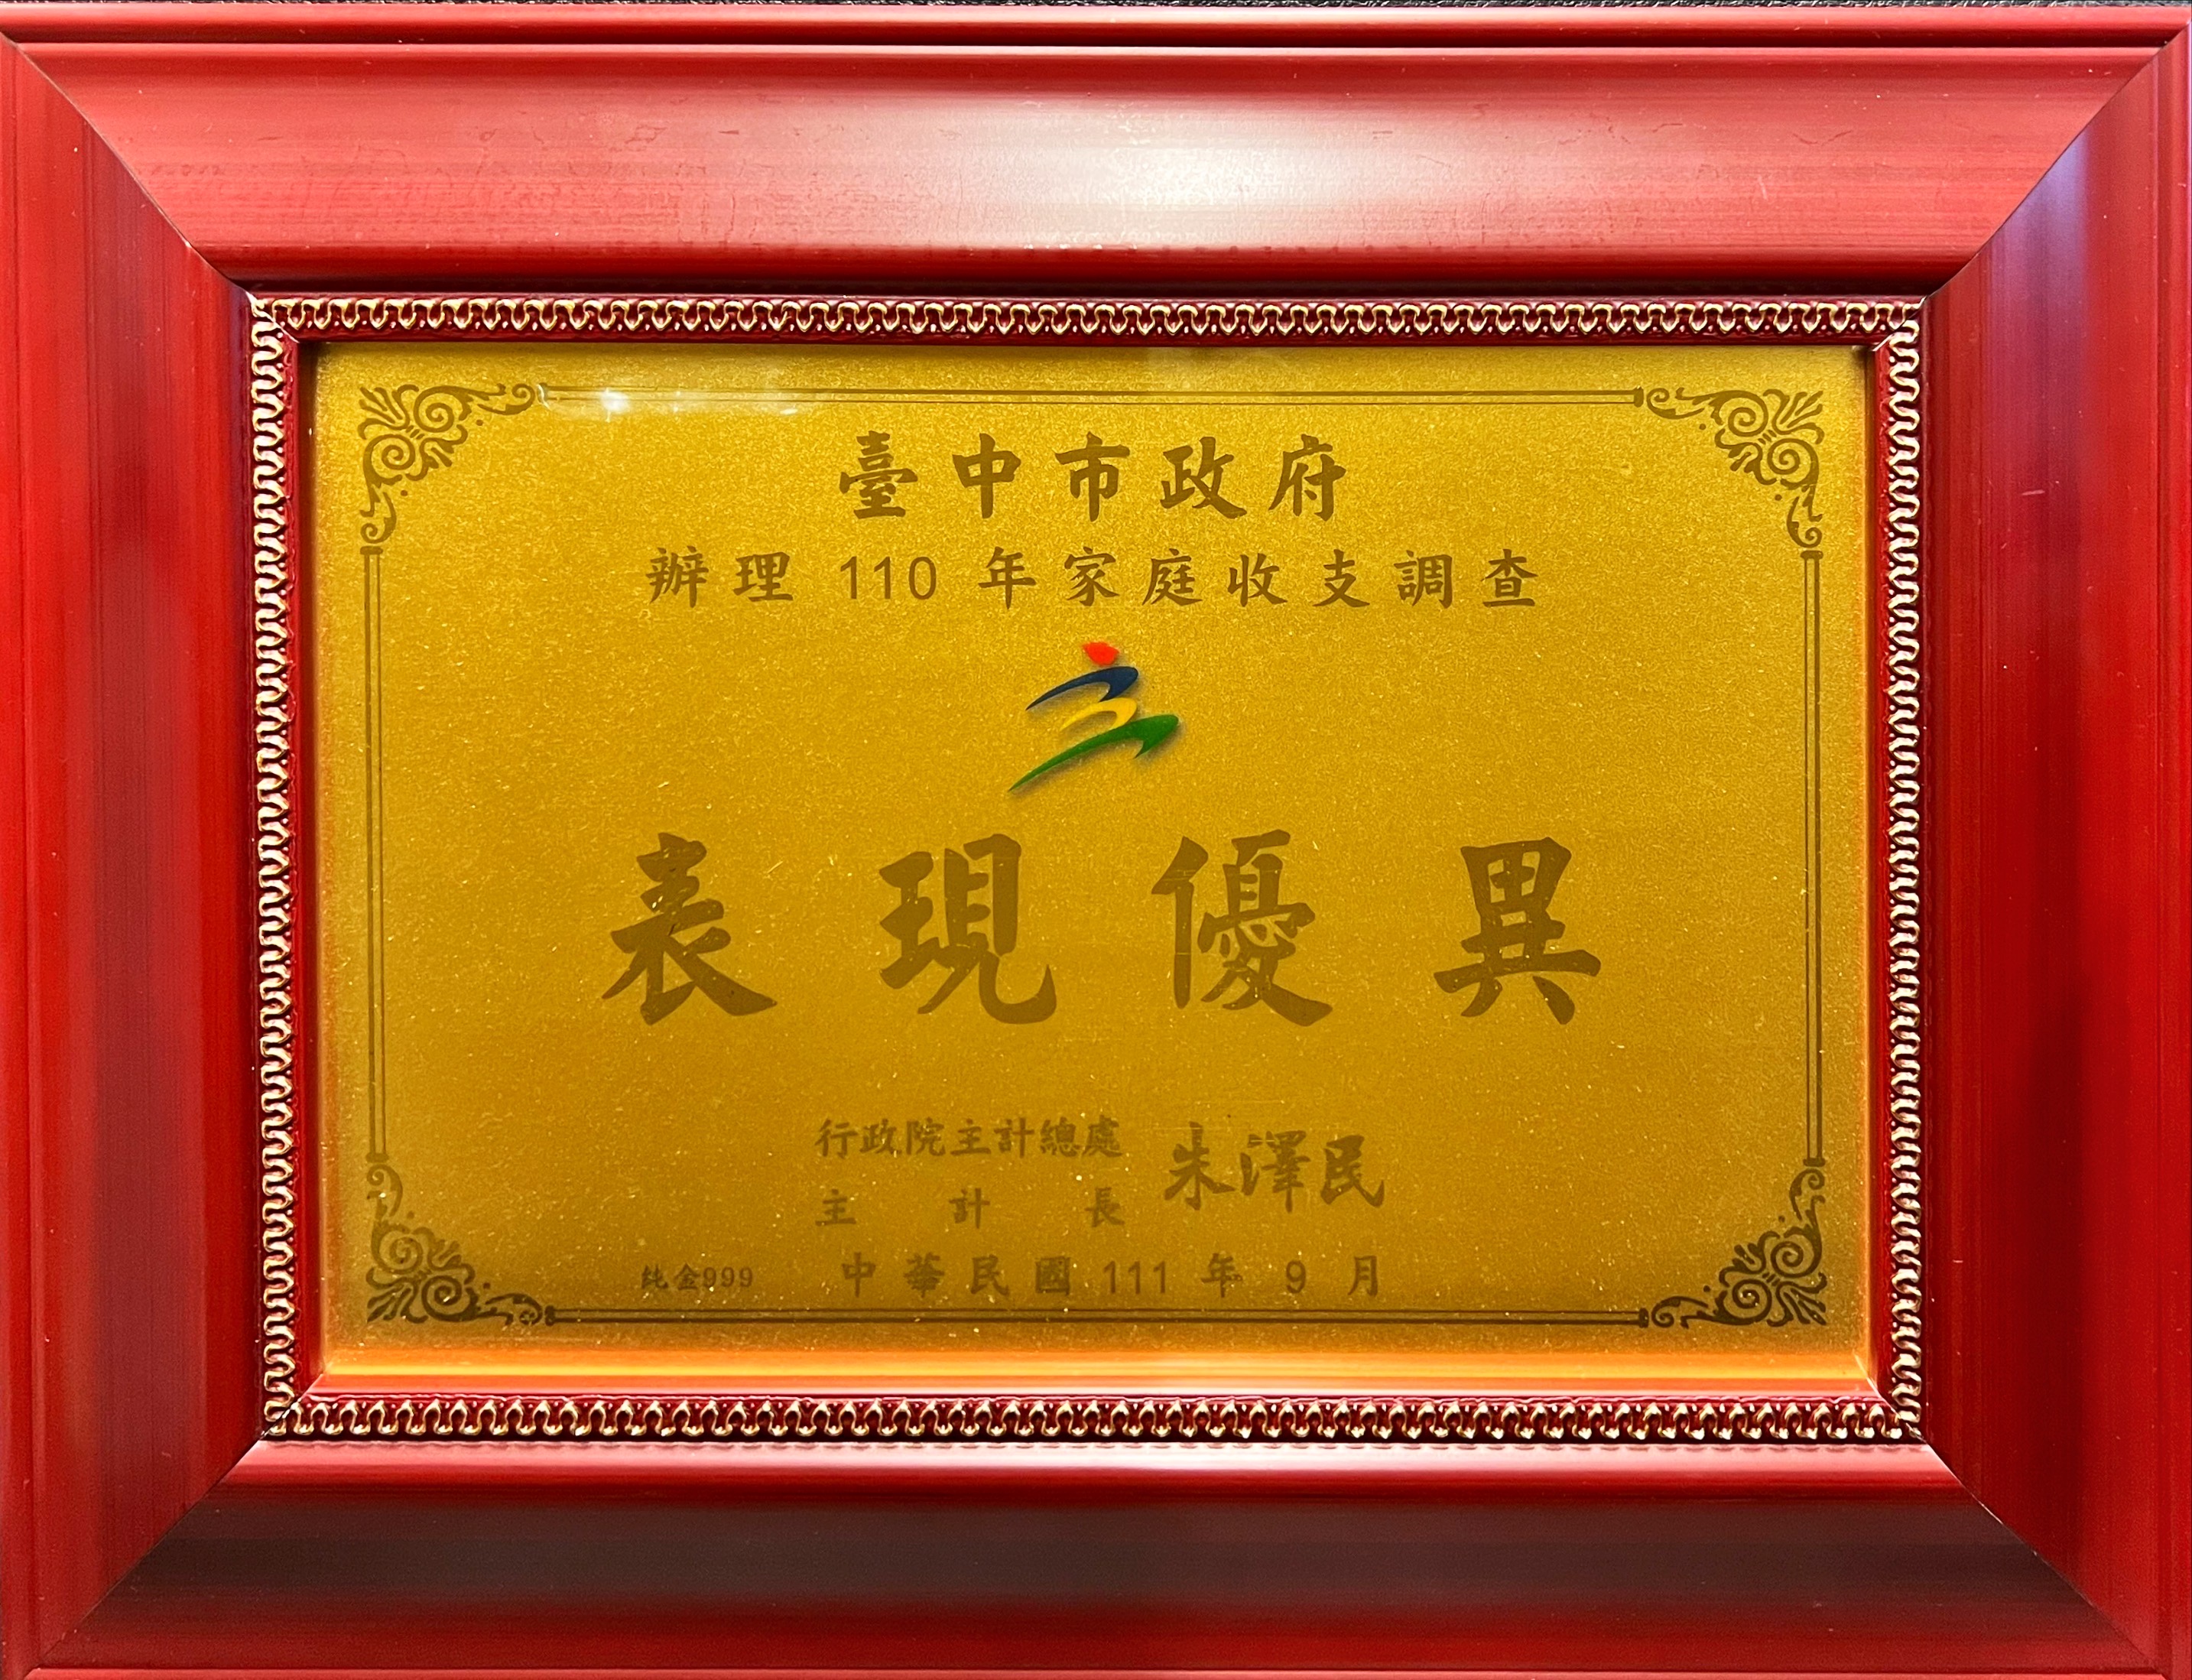 臺中市政府
辦理 110 年家庭收支調查
表現優異
行政院主計總處
主計長 朱澤民
純金999 中華民國 111 年 9 月